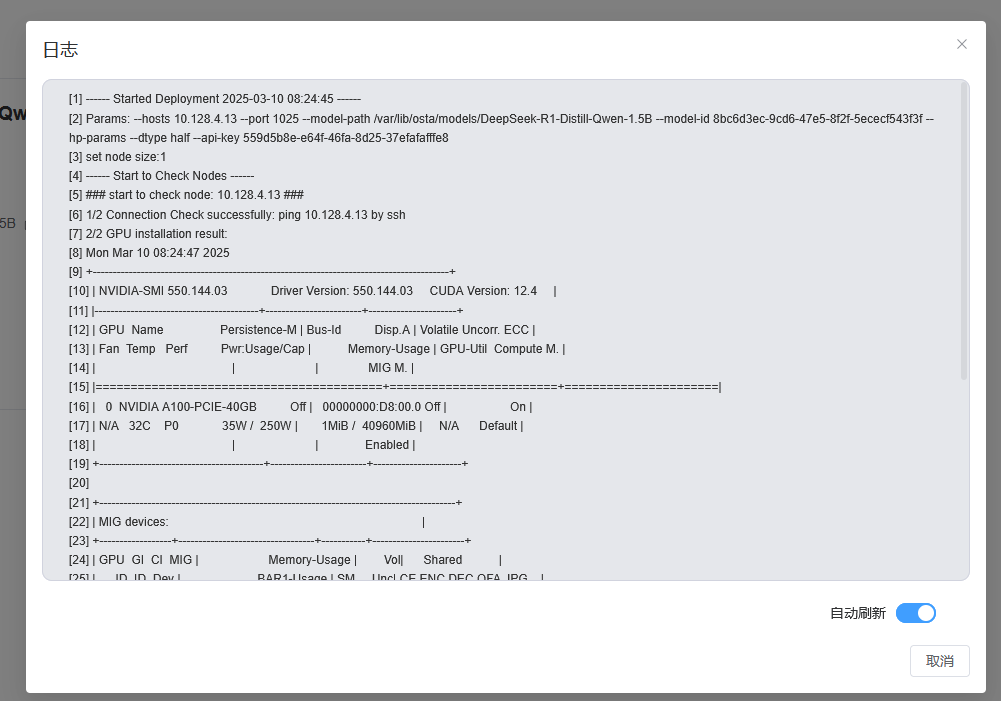 日志
Qw
5B
[1] ------ Started Deployment 2025-03-10 08:24:45 ------
[2] Params: --hosts 10.128.4.13 --port 1025 --model-path /var/lib/osta/models/DeepSeek-R1-Distill-Qwen-1.5B --model-id 8bc6d3ec-9cd6-47e5-8f2f-5ececf543f3f --
hp-params --dtype half --api-key 559d5b8e-e64f-46fa-8d25-37efafafffe8
[3] set node size:1
[4] ------ Start to Check Nodes ------
[5] ### start to check node: 10.128.4.13 ###
[6] 1/2 Connection Check successfully: ping 10.128.4.13 by ssh
[7] 2/2 GPU installation result:
[8] Mon Mar 10 08:24:47 2025
[9] +-----------------------------------------------------------------------------------------+
[10] | NVIDIA-SMI 550.144.03             Driver Version: 550.144.03     CUDA Version: 12.4     |
[11] |-----------------------------------------+------------------------+----------------------+
[12] | GPU  Name                 Persistence-M | Bus-Id          Disp.A | Volatile Uncorr. ECC |
[13] | Fan  Temp   Perf          Pwr:Usage/Cap |           Memory-Usage | GPU-Util  Compute M. |
[14] |                                         |                        |               MIG M. |
[15] |=========================================+========================+======================|
[16] |   0  NVIDIA A100-PCIE-40GB          Off |   00000000:D8:00.0 Off |                   On |
[17] | N/A   32C    P0             35W /  250W |       1MiB /  40960MiB |     N/A      Default |
[18] |                                         |                        |              Enabled |
[19] +-----------------------------------------+------------------------+----------------------+
[20]
[21] +-----------------------------------------------------------------------------------------+
[22] | MIG devices:                                                                            |
[23] +------------------+----------------------------------+-----------+-----------------------+
[24] | GPU  GI  CI  MIG |                     Memory-Usage |        Vol|      Shared           |
[25] |      ID  ID  Dev |                       BAR1-Usage | SM     Unc| CE ENC DEC OFA JPG    |
自动刷新
取消